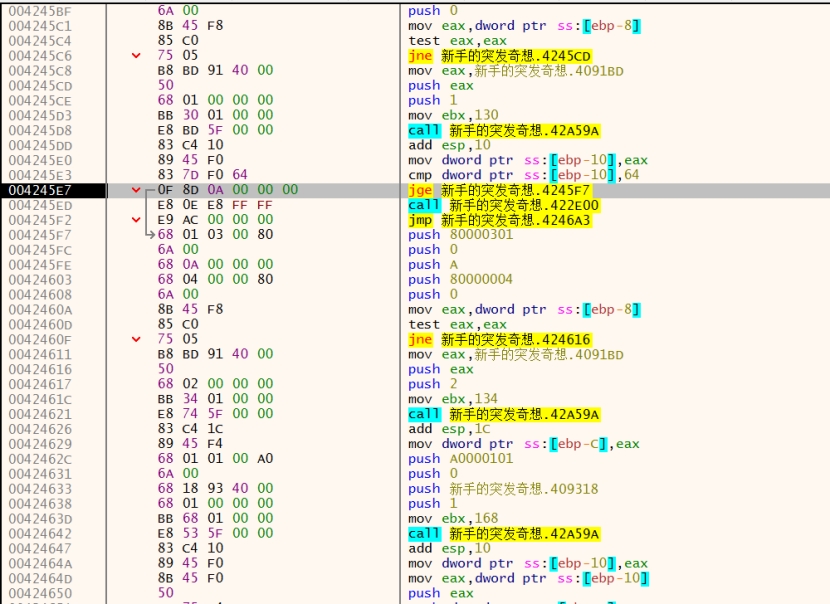 004245BF 6A 00 push 0
004245C1 8B 45 F8 mov eax,dword ptr ss:[ebp-8]
004245C4 85 C0 test eax,eax
004245C6 75 05 jne 新手的突发奇想.4245CD
004245C8 B8 BD 91 40 00 mov eax,新手的突发奇想.4091BD
004245CD 50 push eax
004245CE 68 01 00 00 00 push 1
004245D3 BB 30 01 00 00 mov ebx,130
004245D8 E8 BD 5F 00 00 call 新手的突发奇想.42A59A
004245DD 83 C4 10 add esp,10
004245E0 89 45 F0 mov dword ptr ss:[ebp-10],eax
004245E3 83 7D F0 64 cmp dword ptr ss:[ebp-10],64
004245E7 0F 8D 0A 00 00 00 jge 新手的突发奇想.4245F7
004245ED E8 0E E8 FF FF call 新手的突发奇想.422E00
004245F2 E9 AC 00 00 00 jmp 新手的突发奇想.4246A3
004245F7 68 01 03 00 80 push 80000301
004245FC 6A 00 push 0
004245FE 68 0A 00 00 00 push A
00424603 68 04 00 00 80 push 80000004
00424608 6A 00 push 0
0042460A 8B 45 F8 mov eax,dword ptr ss:[ebp-8]
0042460D 85 C0 test eax,eax
0042460F 75 05 jne 新手的突发奇想.424616
00424611 B8 BD 91 40 00 mov eax,新手的突发奇想.4091BD
00424616 50 push eax
00424617 68 02 00 00 00 push 2
0042461C BB 34 01 00 00 mov ebx,134
00424621 E8 74 5F 00 00 call 新手的突发奇想.42A59A
00424626 83 C4 1C add esp,1C
00424629 89 45 F4 mov dword ptr ss:[ebp-C],eax
0042462C 68 01 01 00 A0 push A0000101
00424631 6A 00 push 0
00424633 68 18 93 40 00 push 新手的突发奇想.409318
00424638 68 01 00 00 00 push 1
0042463D BB 68 01 00 00 mov ebx,168
00424642 E8 53 5F 00 00 call 新手的突发奇想.42A59A
00424647 83 C4 10 add esp,10
0042464A 89 45 F0 mov dword ptr ss:[ebp-10],eax
0042464D 8B 45 F0 mov eax,dword ptr ss:[ebp-10]
00424650 50 push eax